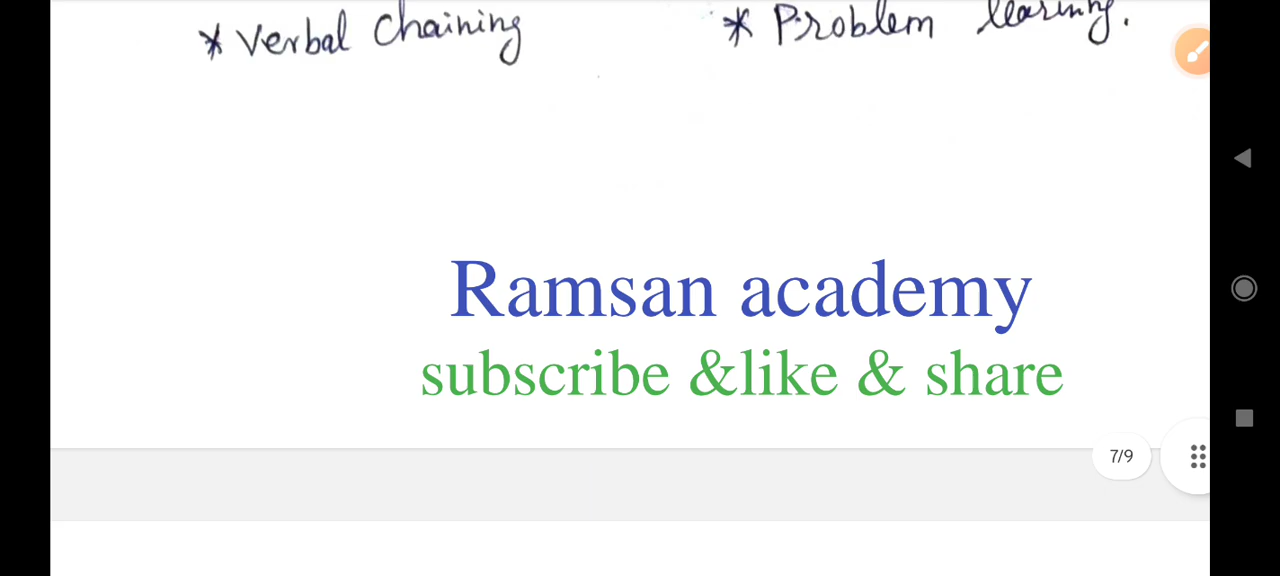 * Verbal Chaining
* Problem learning.
Ramsan academy
subscribe &like & share
7/9